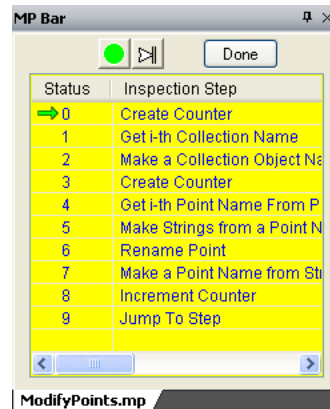 MP Bar
Done
Status Inspection Step
0 Create Counter
1 Get i-th Collection Name
2 Make a Collection Object Na
3 Create Counter
4 Get i-th Point Name From P
5 Make Strings from a Point N
6 Rename Point
7 Make a Point Name from Stri
8 Increment Counter
9 Jump To Step
ModifyPoints.mp